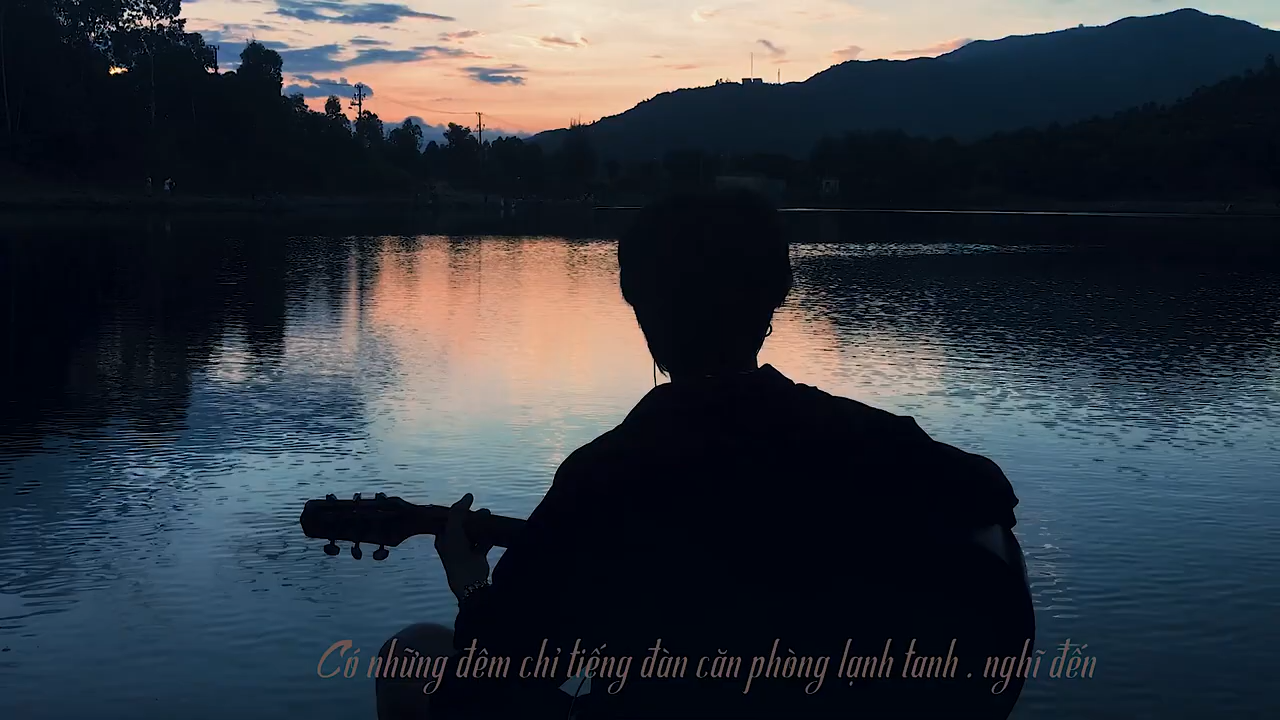 Có những đêm chỉ tiếng đàn căn phòng lạnh tanh . nghĩ đến